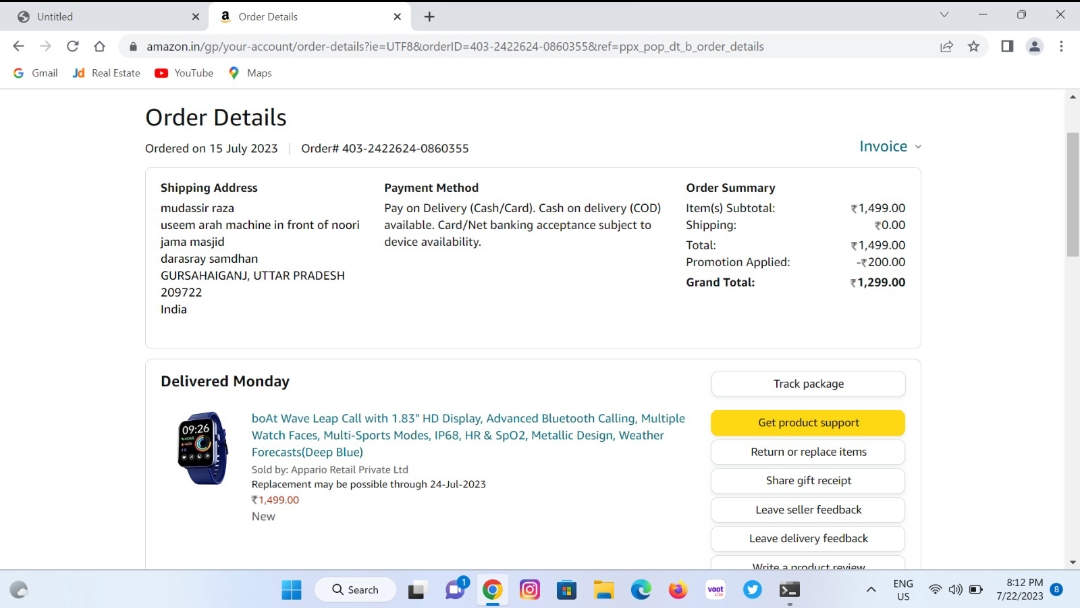 Untitled
a Order Details
amazon.in/gp/your-account/order-details?ie=UTF8&orderID=403-2422624-0860355&ref=ppx_pop_dt_b_order_details
G Gmail Jd Real Estate YouTube Maps
Order Details
Ordered on 15 July 2023 Order# 403-2422624-0860355 Invoice
Shipping Address
mudassir raza
useem arah machine in front of noori
jama masjid
darasray samdhan
GURSAHAIGANJ, UTTAR PRADESH
209722
India
Payment Method
Pay on Delivery (Cash/Card). Cash on delivery (COD)
available. Card/Net banking acceptance subject to
device availability.
Order Summary
Item(s) Subtotal: ₹1,499.00
Shipping: ₹0.00
Total: ₹1,499.00
Promotion Applied: -₹200.00
Grand Total: ₹1,299.00
Delivered Monday
09:26
boAt Wave Leap Call with 1.83" HD Display, Advanced Bluetooth Calling, Multiple
Watch Faces, Multi-Sports Modes, IP68, HR & SpO2, Metallic Design, Weather
Forecasts(Deep Blue)
Sold by: Appario Retail Private Ltd
Replacement may be possible through 24-Jul-2023
₹1,499.00
New
Track package
Get product support
Return or replace items
Share gift receipt
Leave seller feedback
Leave delivery feedback
Write a product review
Search
1
voot
ENG
US
8:12 PM
7/22/2023
8